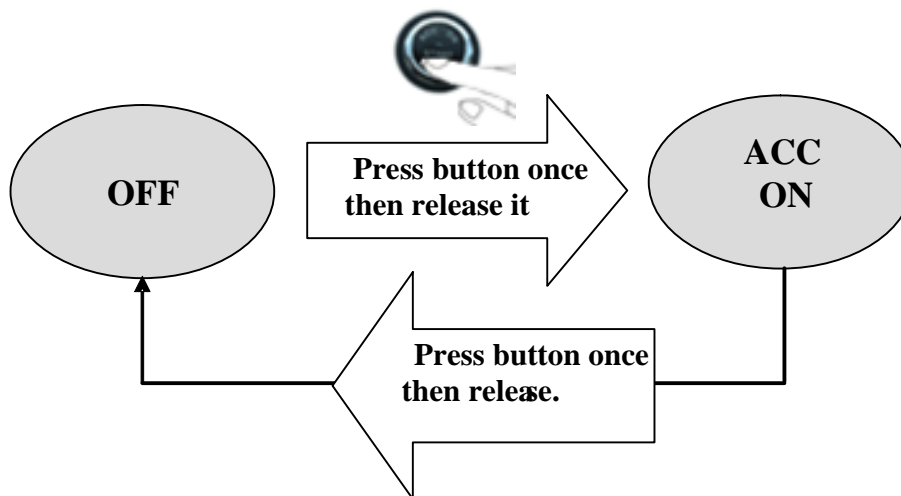 OFF
Press button once
then release it
ACC
ON
Press button once
then release.